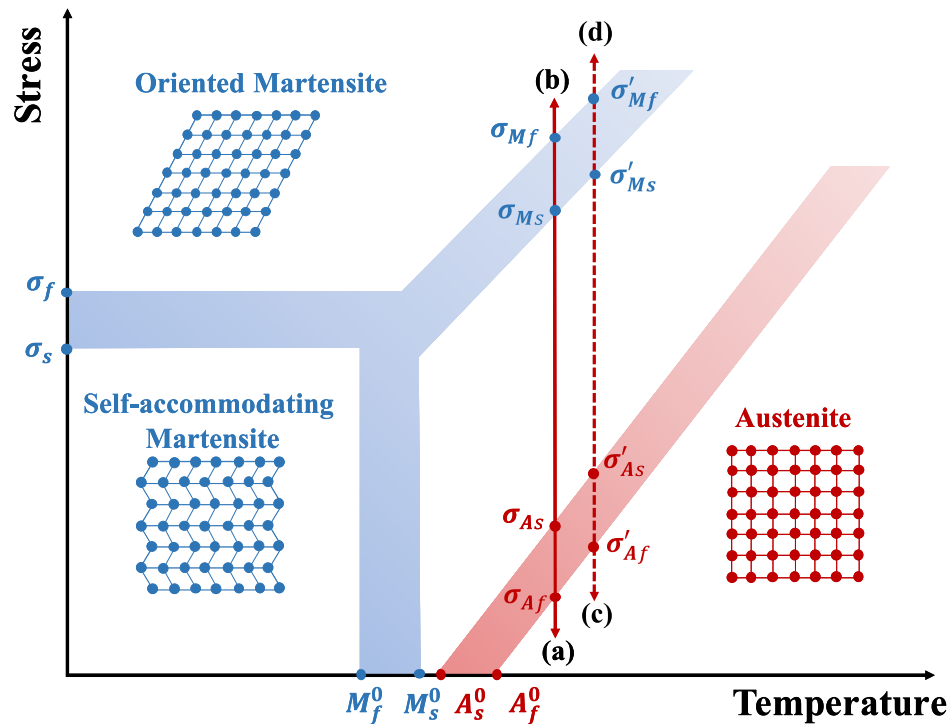 Stress
(d)
Oriented Martensite
(b)
σ′Mf
σMf
σ′Ms
σMs
σf
σs
Self-accommodating
Martensite
Austenite
σ′As
σAs
σ′Af
σAf
(c)
(a)
M⁰f
M⁰s
A⁰s
A⁰f
Temperature